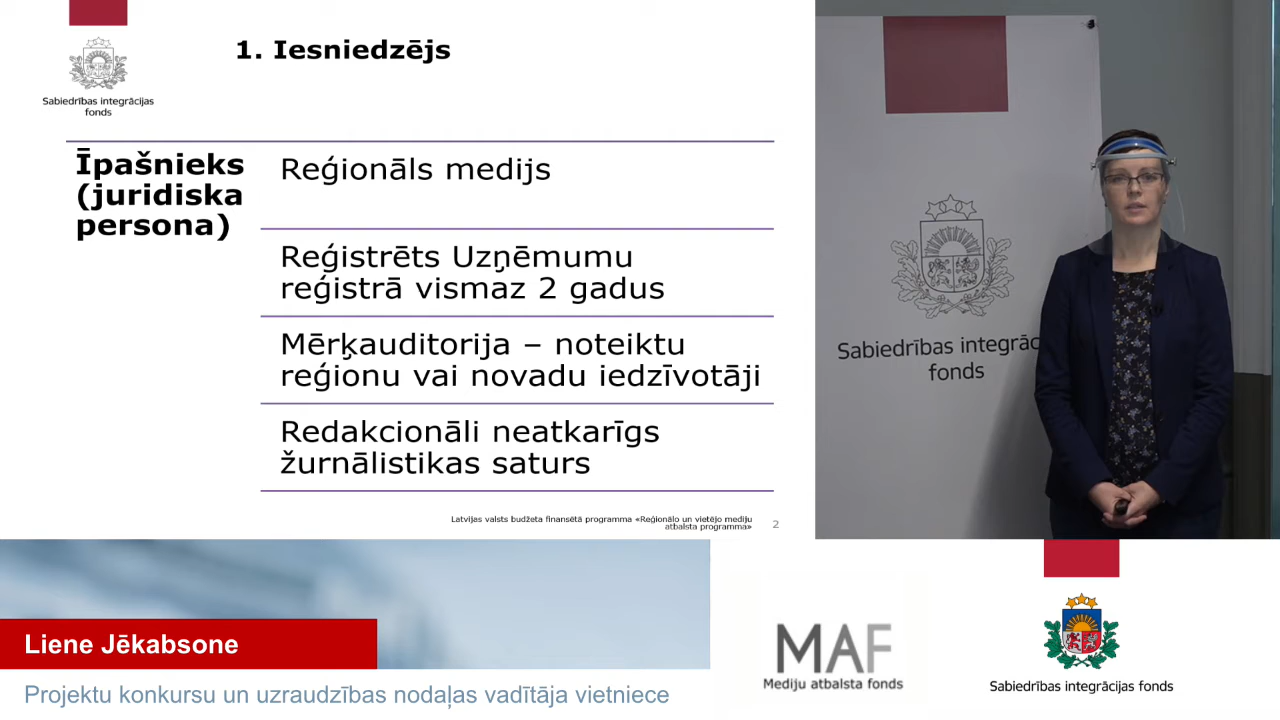 1. Iesniedzējs
Sabiedrības integrācijas
fonds
Īpašnieks
(juridiska
persona)
Reģionāls medijs
Reģistrēts Uzņēmumu
reģistrā vismaz 2 gadus
Mērķauditorija – noteiktu
reģionu vai novadu iedzīvotāji
Redakcionāli neatkarīgs
žurnālistikas saturs
Latvijas valsts budžeta finansētā programma «Reģionālo un vietējo mediju
atbalsta programma»
2
Sabiedrības integrāc
fonds
Liene Jēkabsone
Projektu konkursu un uzraudzības nodaļas vadītāja vietniece
MAF
Mediju atbalsta fonds
Sabiedrības integrācijas fonds